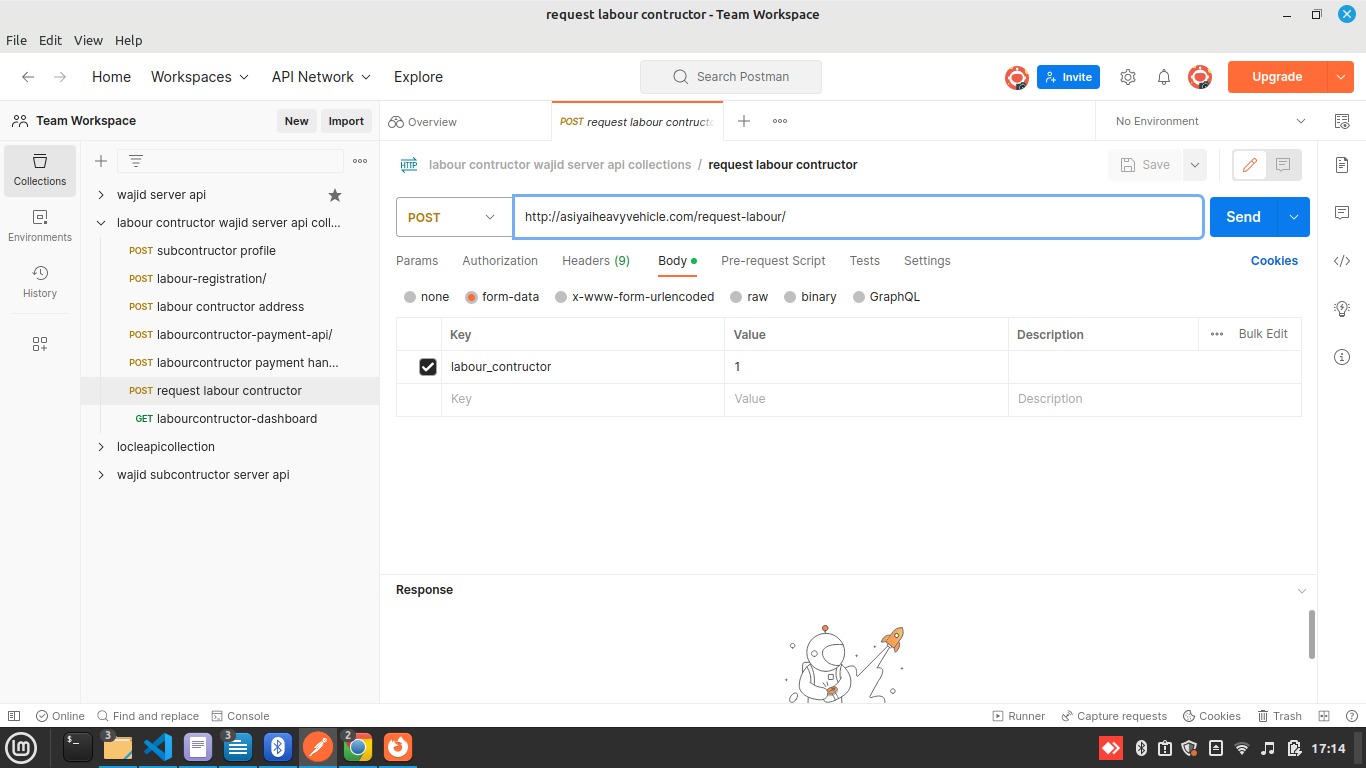 request labour contructor - Team Workspace
File Edit View Help
Home Workspaces API Network Explore
Search Postman
Invite
Upgrade
Team Workspace
New
Import
Overview
POST request labour contructo
No Environment
Collections
Environments
History
wajid server api
labour contructor wajid server api coll...
POST subcontructor profile
POST labour-registration/
POST labour contructor address
POST labourcontructor-payment-api/
POST labourcontructor payment han...
POST request labour contructor
GET labourcontructor-dashboard
locleapicollection
wajid subcontructor server api
HTTP labour contructor wajid server api collections / request labour contructor
Save
POST
http://asiyaiheavyvehicle.com/request-labour/
Send
Params Authorization Headers (9) Body Pre-request Script Tests Settings
Cookies
none form-data x-www-form-urlencoded raw binary GraphQL
Key Value Description Bulk Edit
labour_contructor 1
Key Value Description
Response
Online Find and replace Console
Runner Capture requests Cookies Trash
3 3 2
17:14